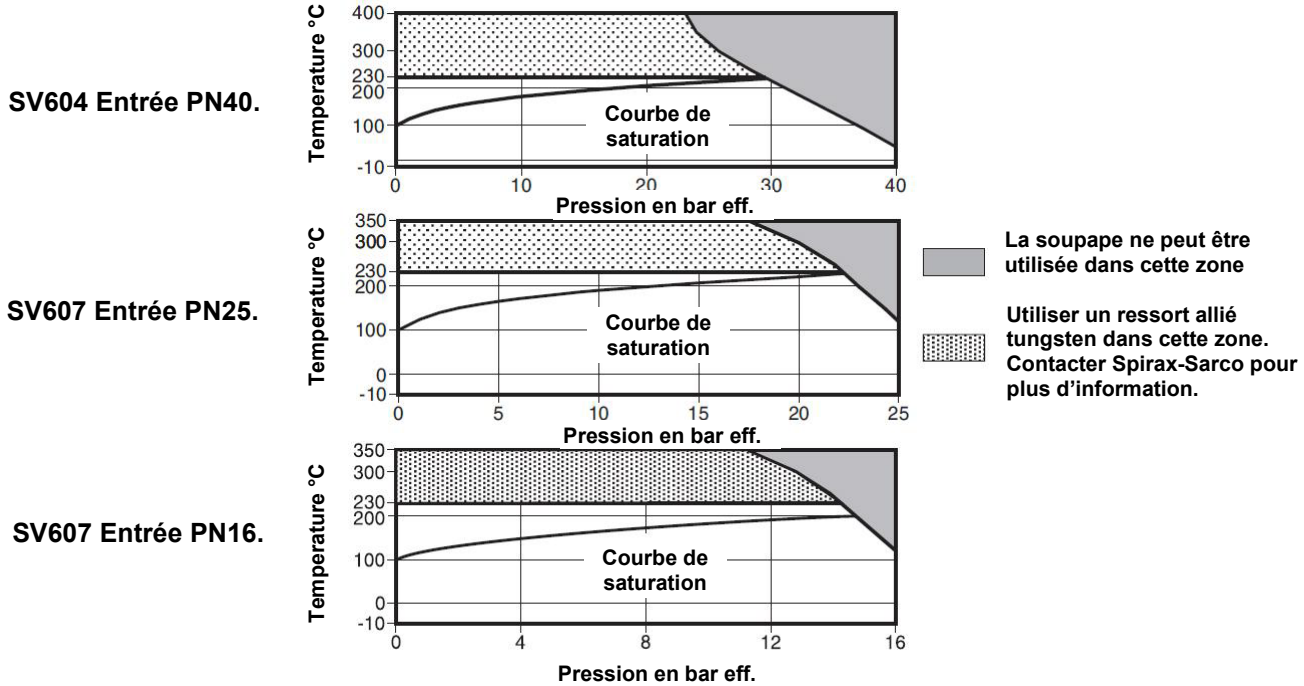 SV604 Entrée PN40.
Temperature °C
400
300
230
200
100
-10
Courbe de
saturation
0 10 20 30 40
Pression en bar eff.
SV607 Entrée PN25.
Temperature °C
350
300
230
200
100
0
-10
Courbe de
saturation
0 5 10 15 20 25
Pression en bar eff.
La soupape ne peut être
utilisée dans cette zone
Utiliser un ressort allié
tungsten dans cette zone.
Contacter Spirax-Sarco pour
plus d’information.
SV607 Entrée PN16.
Temperature °C
350
300
230
200
100
0
-10
Courbe de
saturation
0 4 8 12 16
Pression en bar eff.